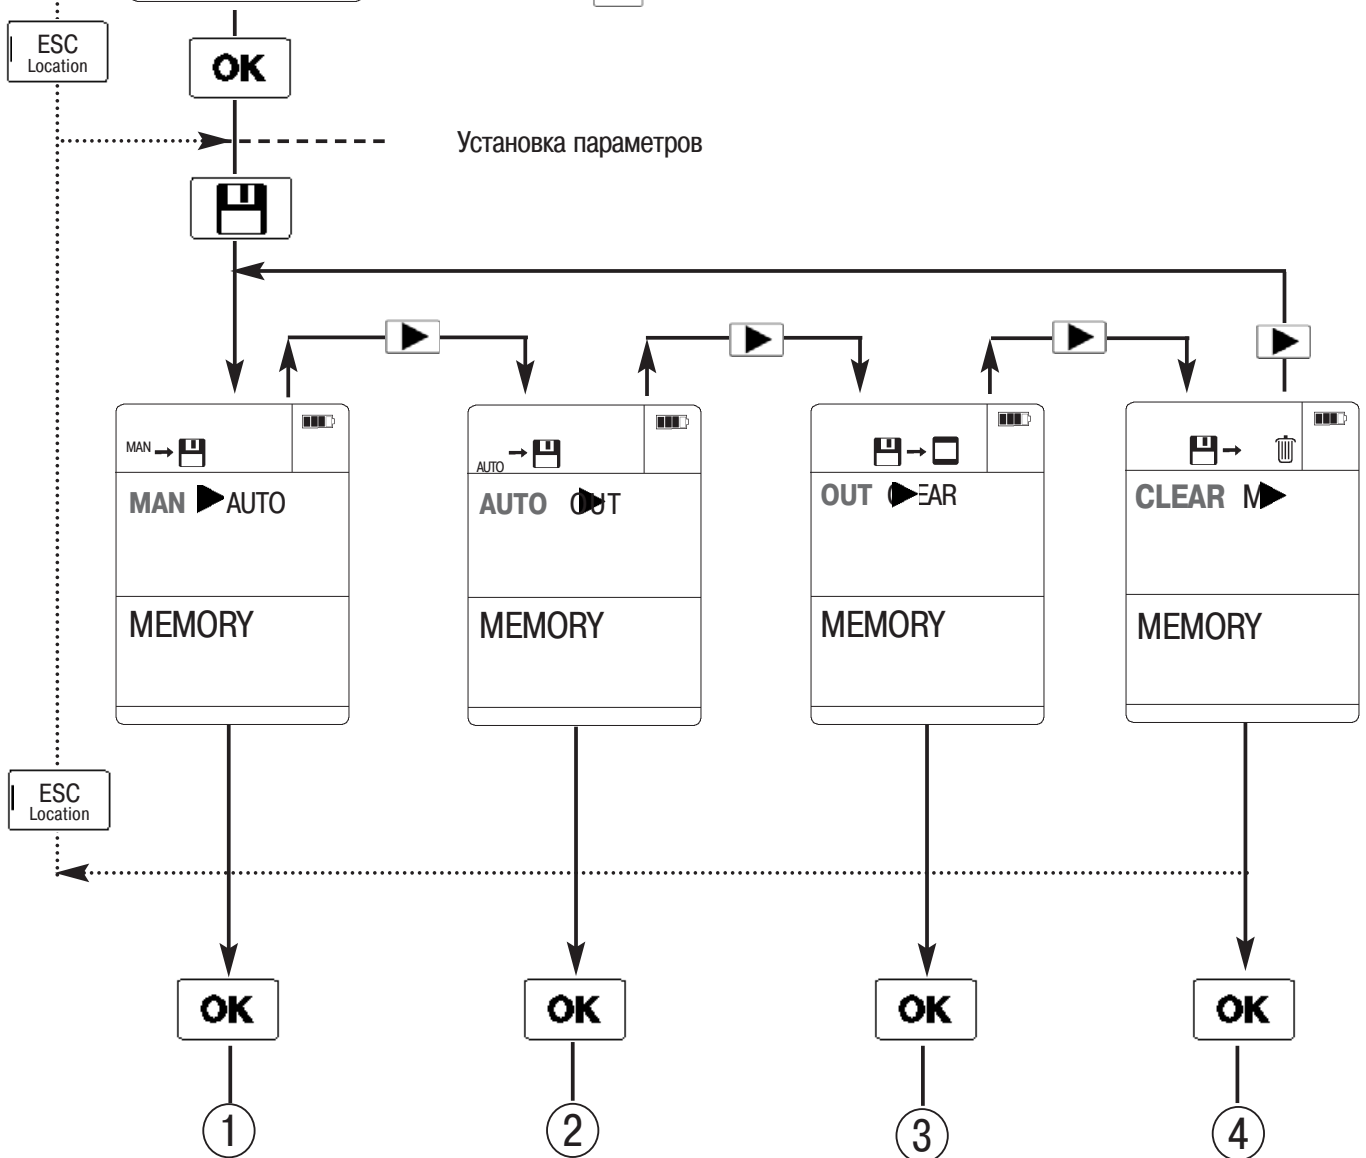 ESC
Location
OK
Установка параметров
MAN
AUTO
MAN AUTO
AUTO OUT
OUT
CLEAR
MEMORY
MEMORY
MEMORY
MEMORY
ESC
Location
OK
OK
OK
OK
1
2
3
4